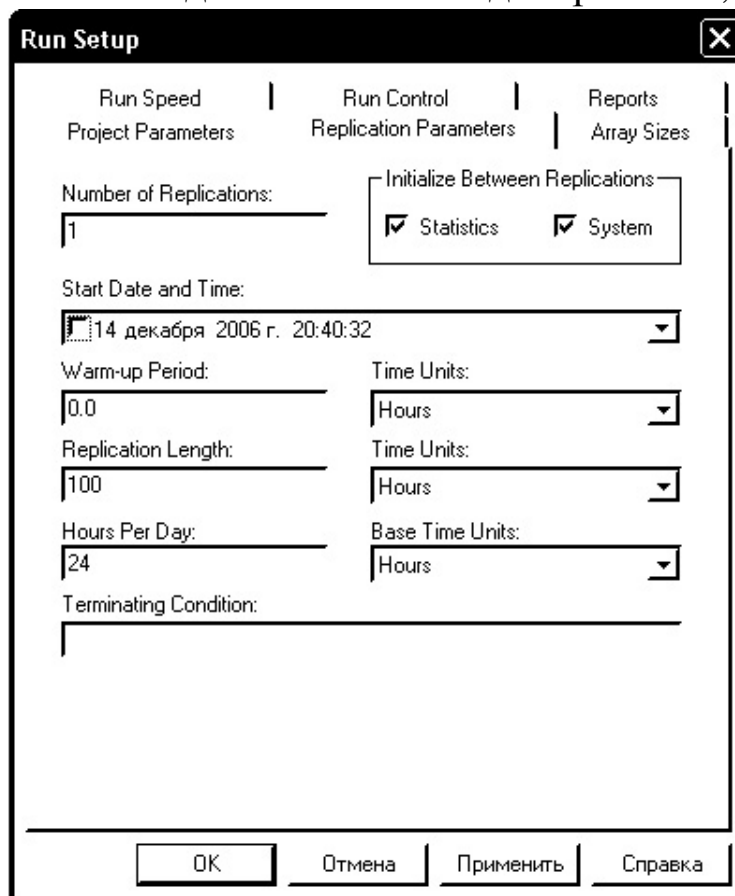 Run Setup
Run Speed Run Control Reports
Project Parameters Replication Parameters Array Sizes
Number of Replications:
Initialize Between Replications
1
Statistics System
Start Date and Time:
14 декабря 2006 г. 20:40:32
Warm-up Period: Time Units:
0.0 Hours
Replication Length: Time Units:
100 Hours
Hours Per Day: Base Time Units:
24 Hours
Terminating Condition:
OK Отмена Применить Справка